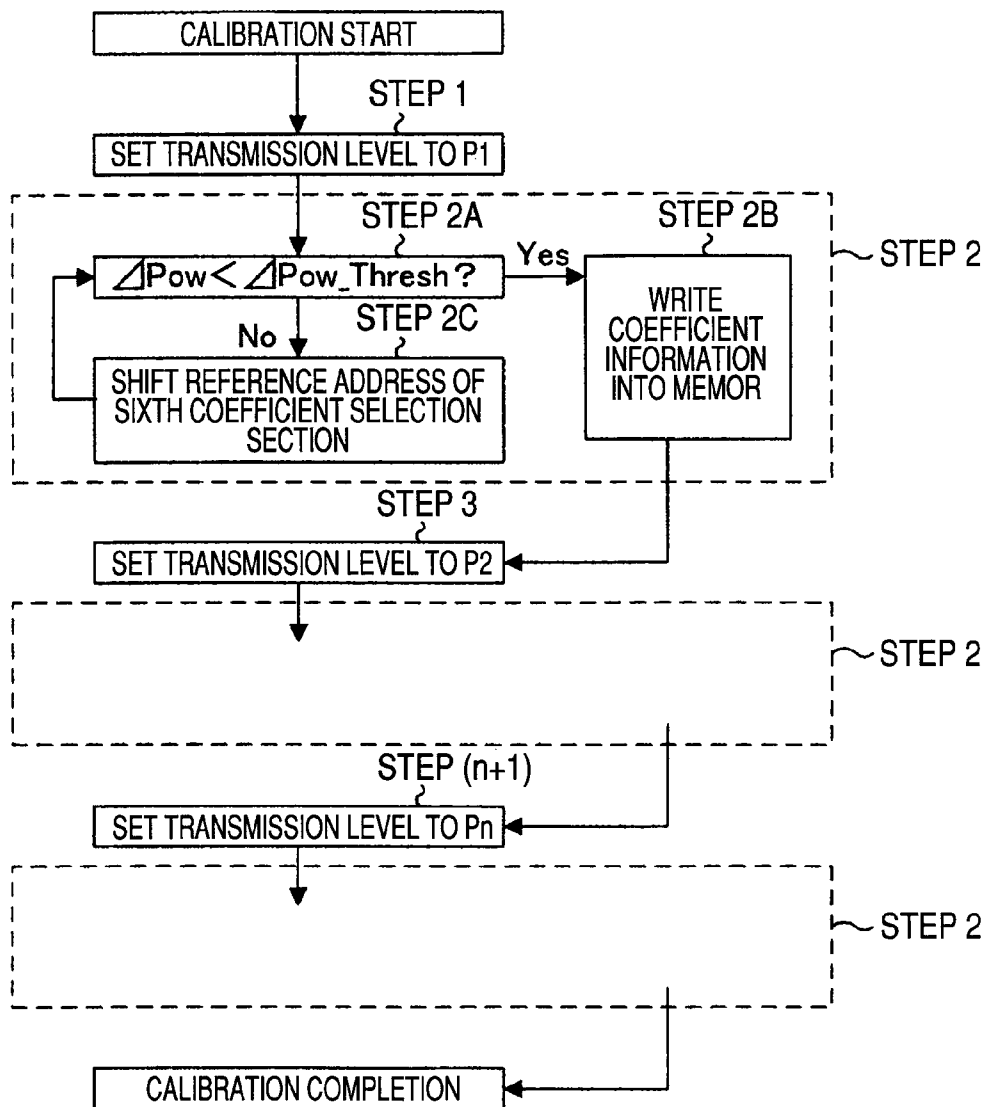 CALIBRATION START
STEP 1
SET TRANSMISSION LEVEL TO P1
STEP 2A
STEP 2B
STEP 2
⊿Pow< ⊿Pow_Thresh?
Yes
WRITE
COEFFICIENT
INFORMATION
INTO MEMOR
No
STEP 2C
SHIFT REFERENCE ADDRESS OF
SIXTH COEFFICIENT SELECTION
SECTION
STEP 3
SET TRANSMISSION LEVEL TO P2
STEP 2
STEP (n+1)
SET TRANSMISSION LEVEL TO Pn
STEP 2
CALIBRATION COMPLETION